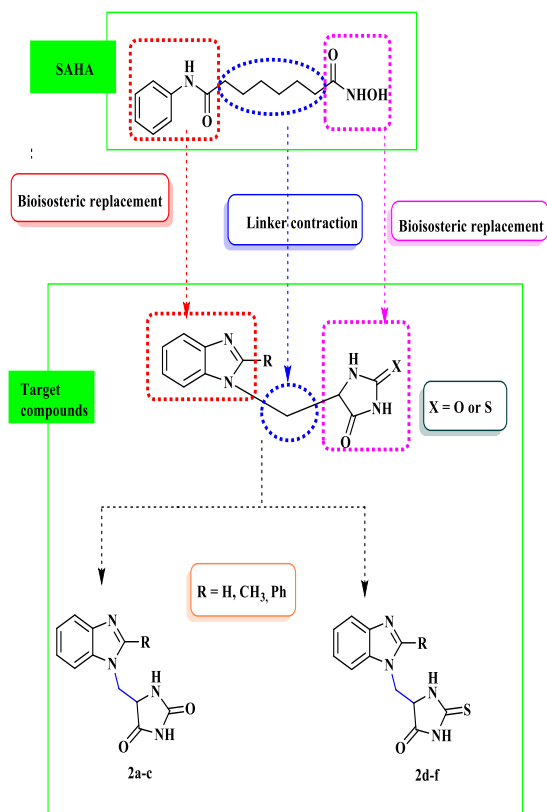 SAHA
H
N
O
O
NHOH
Bioisosteric replacement
Linker contraction
Bioisosteric replacement
Target
compounds
N
R
N
H
N
X
NH
O
X = O or S
R = H, CH3, Ph
N
R
N
H
N
O
NH
O
2a-c
N
R
N
H
N
S
NH
O
2d-f